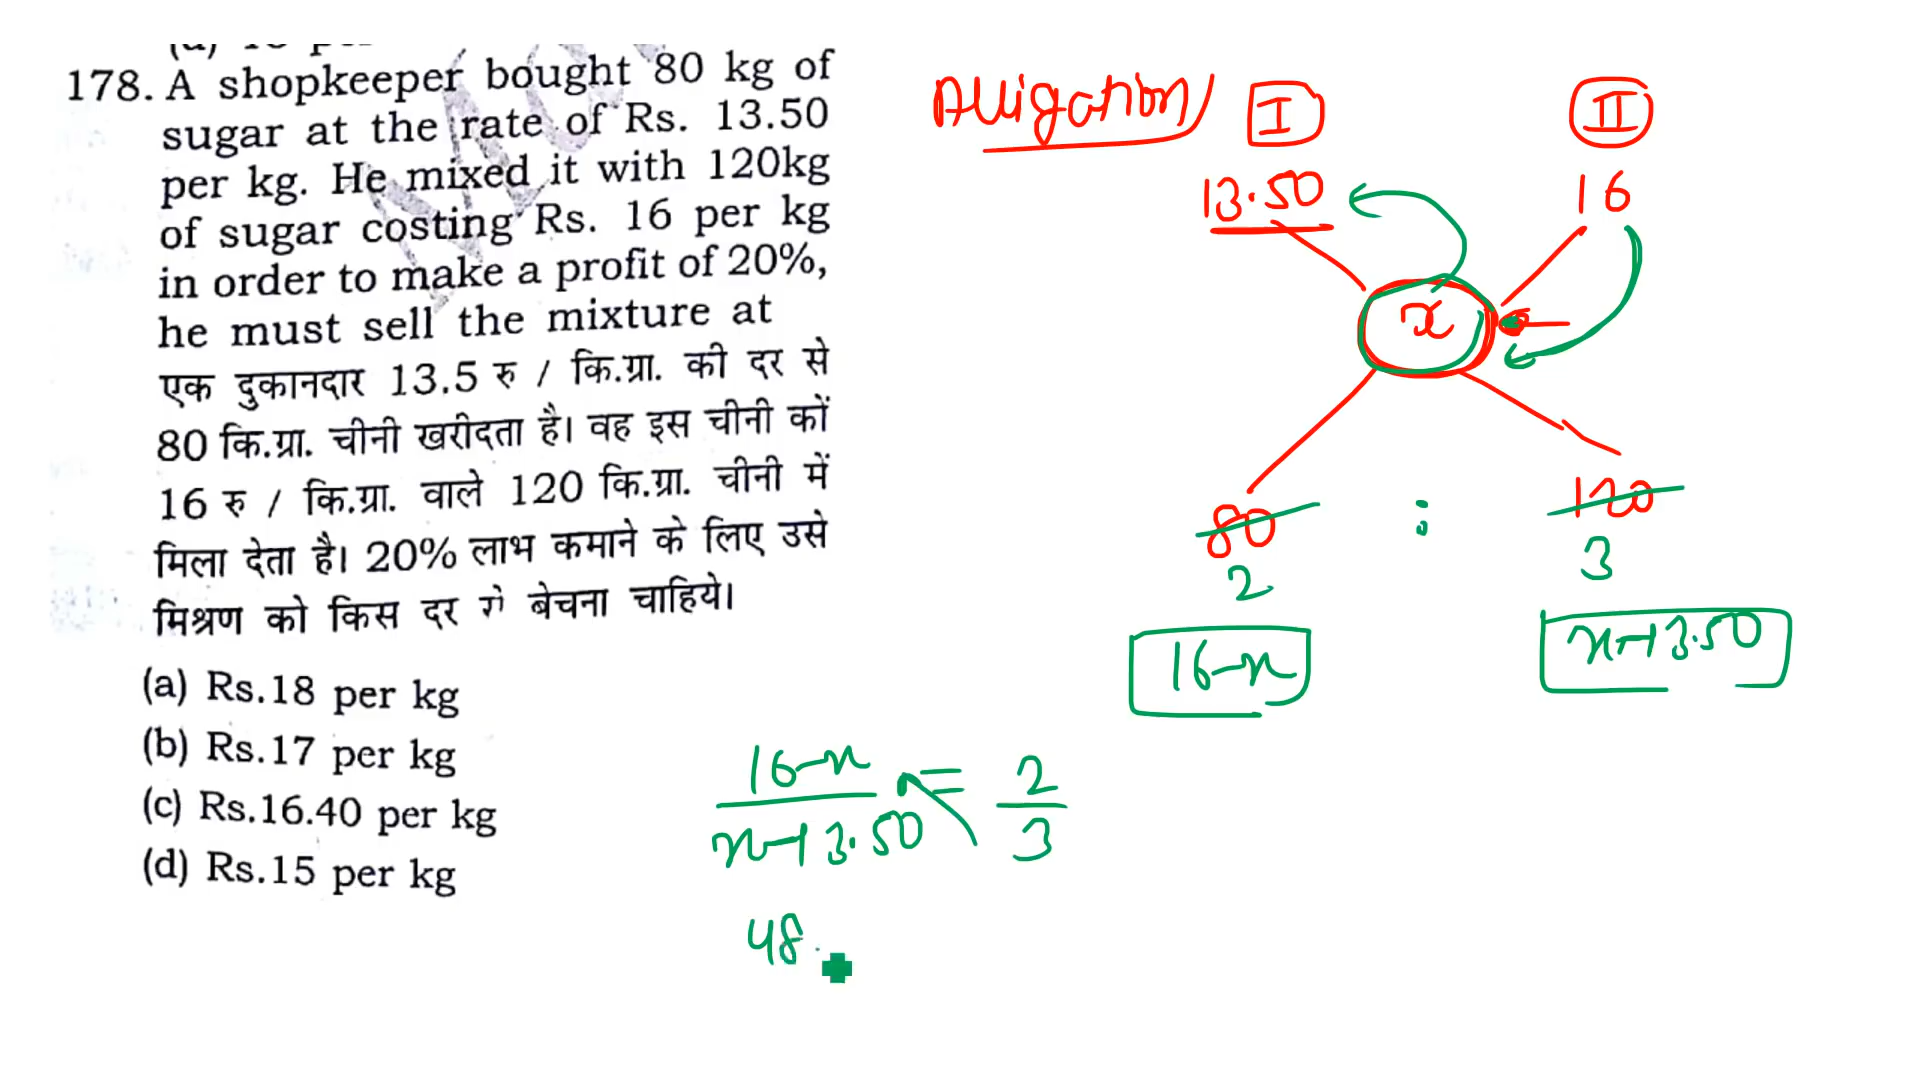 178. A shopkeeper bought 80 kg of
sugar at the rate of Rs. 13.50
per kg. He mixed it with 120kg
of sugar costing Rs. 16 per kg
in order to make a profit of 20%,
he must sell the mixture at
एक दुकानदार 13.5 रु / कि.ग्रा. की दर से
80 कि.ग्रा. चीनी खरीदता है। वह इस चीनी कों
16 रु / कि.ग्रा. वाले 120 कि.ग्रा. चीनी में
मिला देता है। 20% लाभ कमाने के लिए उसे
मिश्रण को किस दर से बेचना चाहिये।
(a) Rs.18 per kg
(b) Rs.17 per kg
(c) Rs.16.40 per kg
(d) Rs.15 per kg
Alligation
I II
13.50 16
x
80 : 120
2 3
16-x x-13.50
16-x = 2
x-13.50 3
48